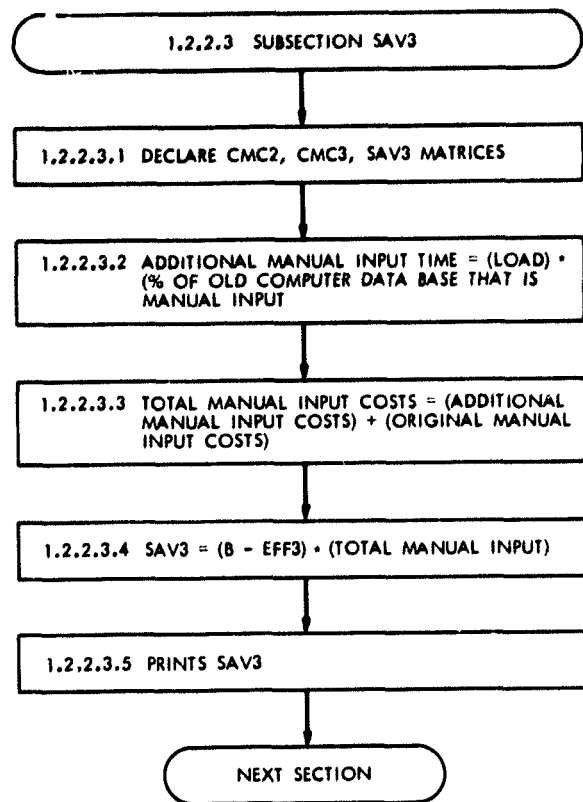 1.2.2.3 SUBSECTION SAV3
1.2.2.3.1 DECLARE CMC2, CMC3, SAV3 MATRICES
1.2.2.3.2 ADDITIONAL MANUAL INPUT TIME = (LOAD) •
(% OF OLD COMPUTER DATA BASE THAT IS
MANUAL INPUT
1.2.2.3.3 TOTAL MANUAL INPUT COSTS = (ADDITIONAL
MANUAL INPUT COSTS) + (ORIGINAL MANUAL
INPUT COSTS)
1.2.2.3.4 SAV3 = (B - EFF3) • (TOTAL MANUAL INPUT)
1.2.2.3.5 PRINTS SAV3
NEXT SECTION